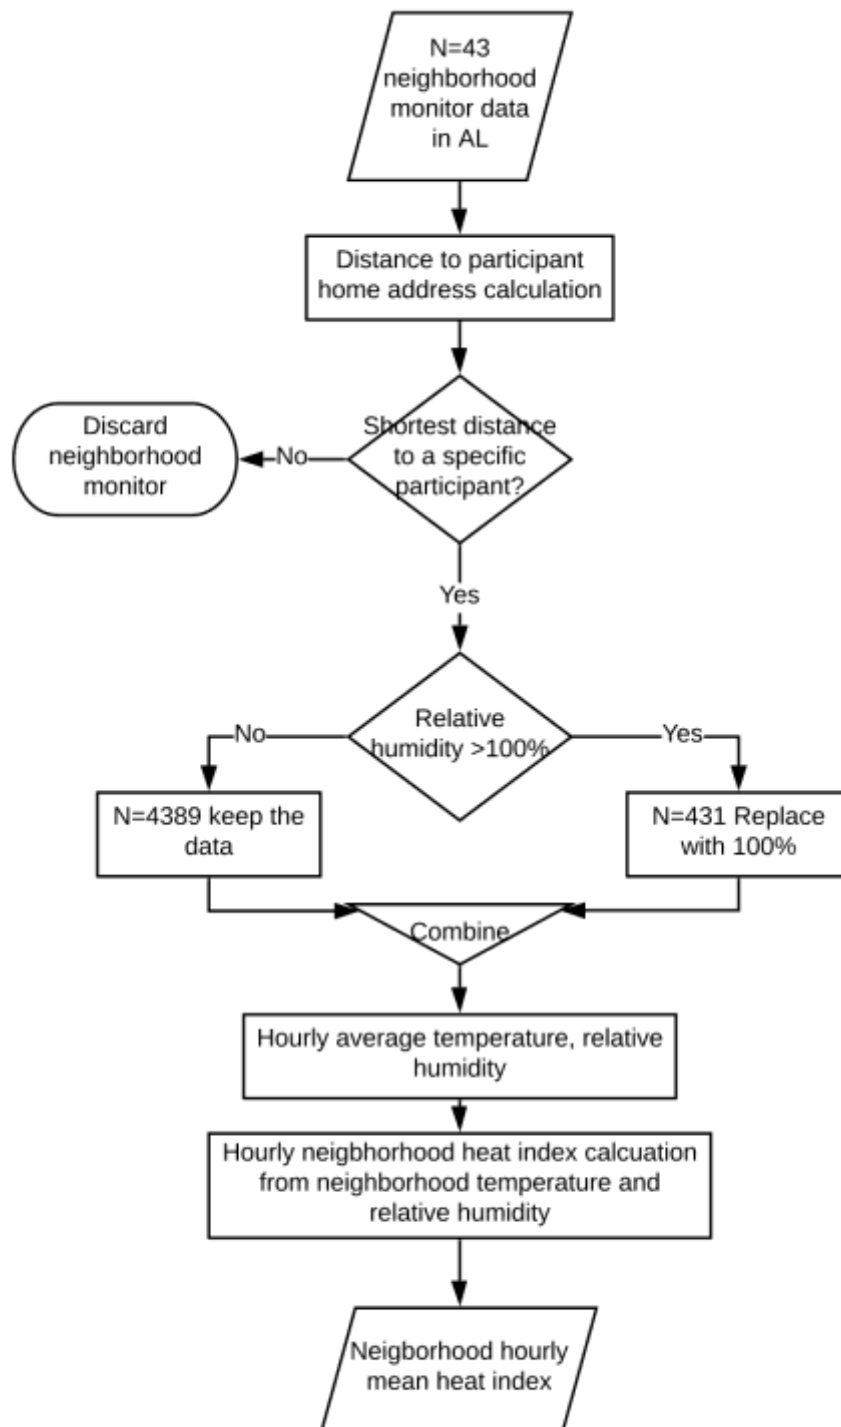 N=43
neighborhood
monitor data
in AL
Distance to participant
home address calculation
Shortest distance
to a specific
participant?
No
Discard
neighborhood
monitor
Yes
Relative
humidity >100%
No
Yes
N=4389 keep the
data
N=431 Replace
with 100%
Combine
Hourly average temperature, relative
humidity
Hourly neigbhorhood heat index calcuation
from neighborhood temperature and
relative humidity
Neigborhood hourly
mean heat index